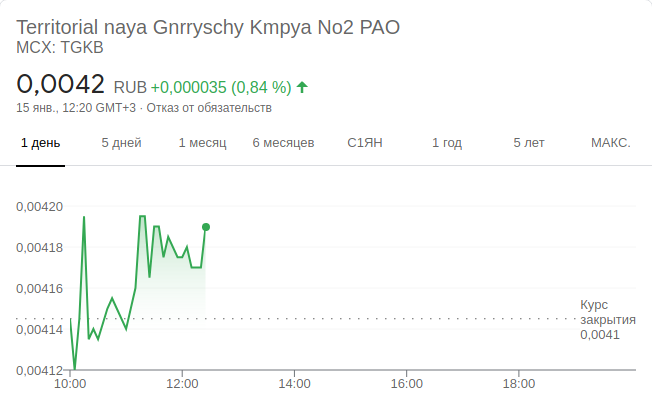 Territorial naya Gnrryschy Kmpya No2 PAO
MCX: TGKB
0,0042 RUB +0,000035 (0,84 %)
15 янв., 12:20 GMT+3 · Отказ от обязательств
1 день 5 дней 1 месяц 6 месяцев С1ЯН 1 год 5 лет МАКС.
0,00420
0,00418
0,00416
0,00414
0,00412
Курс
закрытия
0,0041
10:00 12:00 14:00 16:00 18:00